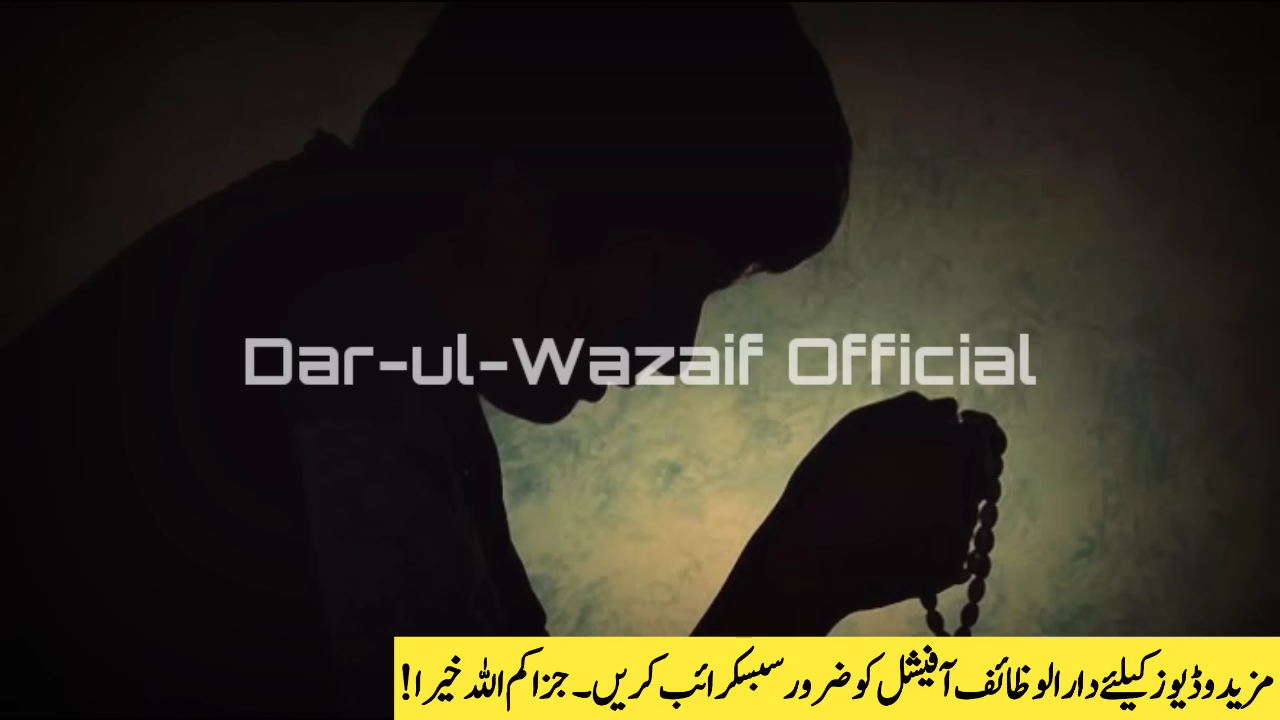 Dar-ul-Wazaif Official
مزید وڈیوز کیلئے دارالوظائف آفیشل کو ضرور سبسکرائب کریں۔ جزاکم اللہ خیرا!